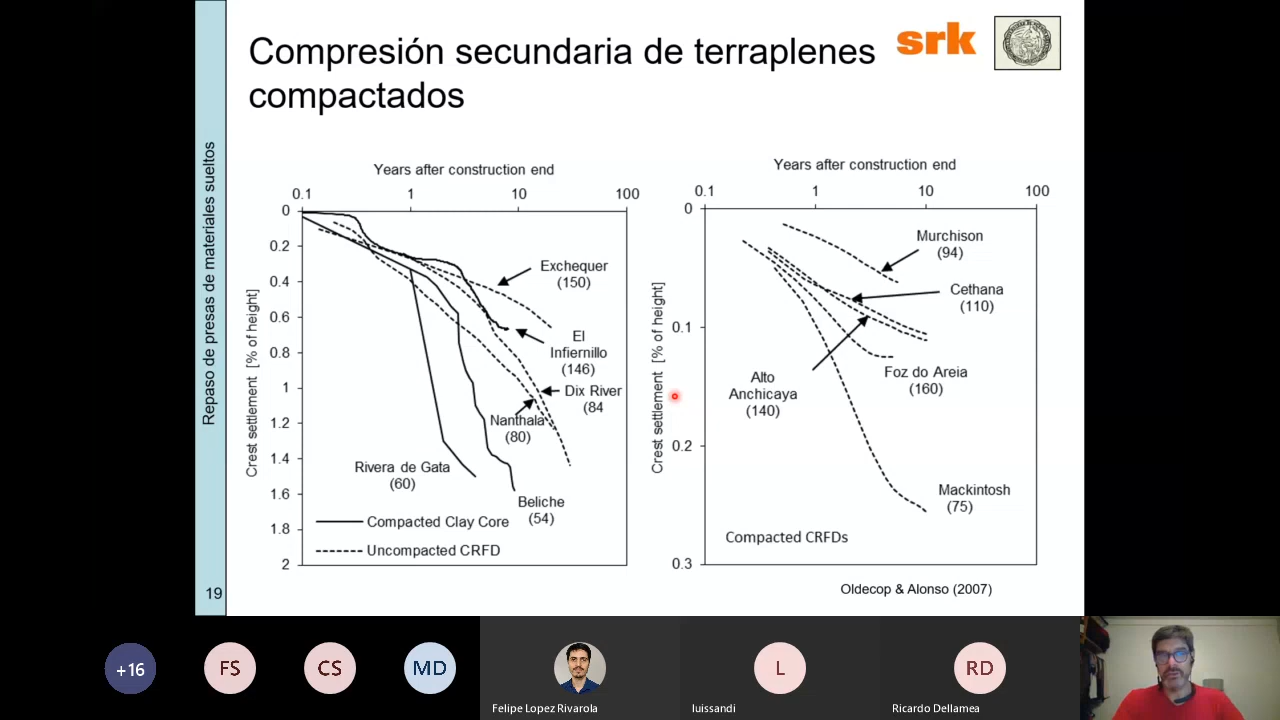 Compresión secundaria de terraplenes
compactados
srk
Repaso de presas de materiales sueltos
19
Years after construction end
0.1 1 10 100
0
0.2
0.4
0.6
0.8
1
1.2
1.4
1.6
1.8
2
Crest settlement [% of height]
Exchequer
(150)
El
Infiernillo
(146)
Dix River
(84
Nanthala
(80)
Rivera de Gata
(60)
Beliche
(54)
Compacted Clay Core
Uncompacted CRFD
Years after construction end
0.1 1 10 100
0
0.1
0.2
0.3
Crest settlement [% of height]
Murchison
(94)
Cethana
(110)
Alto
Anchicaya
(140)
Foz do Areia
(160)
Mackintosh
(75)
Compacted CRFDs
Oldecop & Alonso (2007)
+16
FS
CS
MD
L
RD
Felipe Lopez Rivarola
luissandi
Ricardo Dellamea